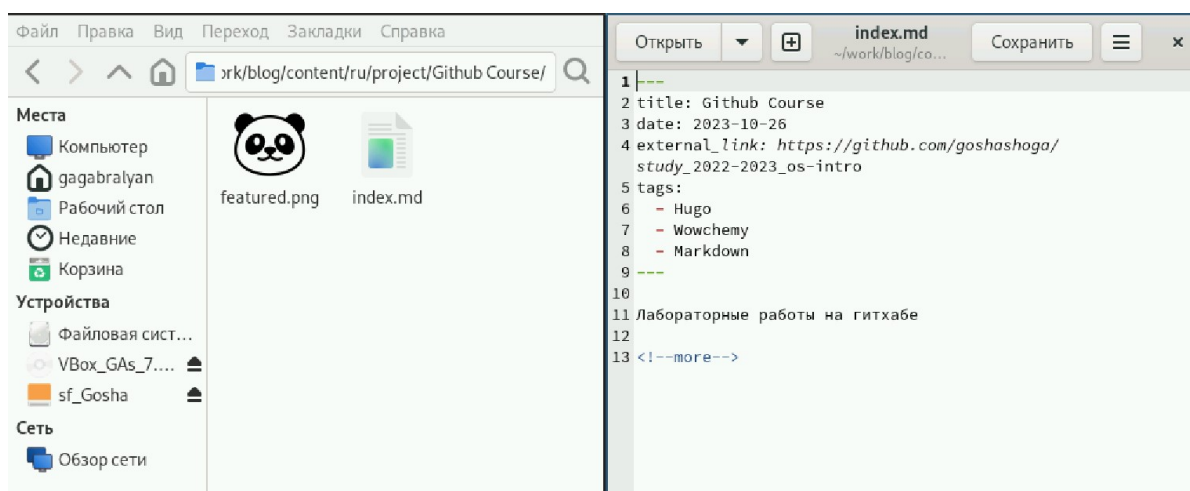 Файл Правка Вид Переход Закладки Справка
ork/blog/content/ru/project/Github Course/
Места
Компьютер
gagabralyan
Рабочий стол
Недавние
Корзина
Устройства
Файловая сист...
VBox_GAs_7....
sf_Gosha
Сеть
Обзор сети
featured.png index.md
Открыть
index.md
~/work/blog/co...
Сохранить
1 ---
2 title: Github Course
3 date: 2023-10-26
4 external_link: https://github.com/goshashoga/
study_2022-2023_os-intro
5 tags:
6 - Hugo
7 - Wowchemy
8 - Markdown
9 ---
10
11 Лабораторные работы на гитхабе
12
13 <!--more-->